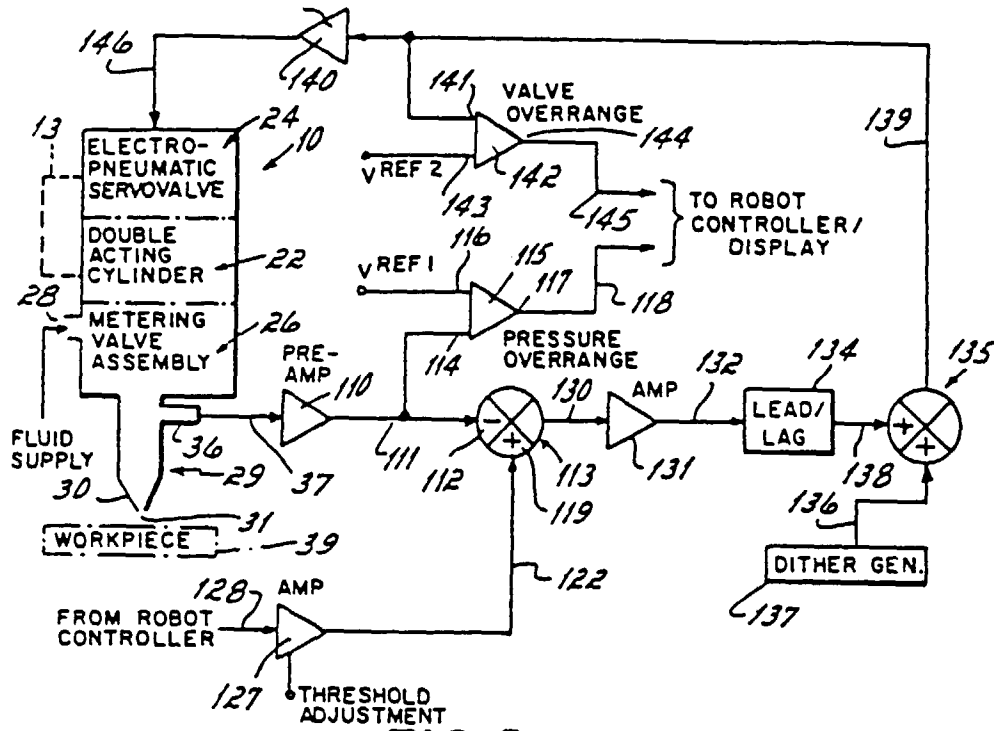 146
140
141
VALVE
OVERRANGE
144
139
13
24
10
ELECTRO-
PNEUMATIC
SERVOVALVE
V REF 2
142
143
145
TO ROBOT
CONTROLLER/
DISPLAY
DOUBLE
ACTING
CYLINDER
22
116
V REF 1
115
117
118
28
METERING
VALVE
ASSEMBLY
26
114
PRESSURE
OVERRANGE
PRE-
AMP
110
130
AMP
132
134
135
LEAD/
LAG
FLUID
SUPPLY
36
37
111
112
-
+
113
119
131
138
+
+
30
29
31
136
WORKPIECE
39
122
DITHER GEN.
137
AMP
128
FROM ROBOT
CONTROLLER
127
THRESHOLD
ADJUSTMENT